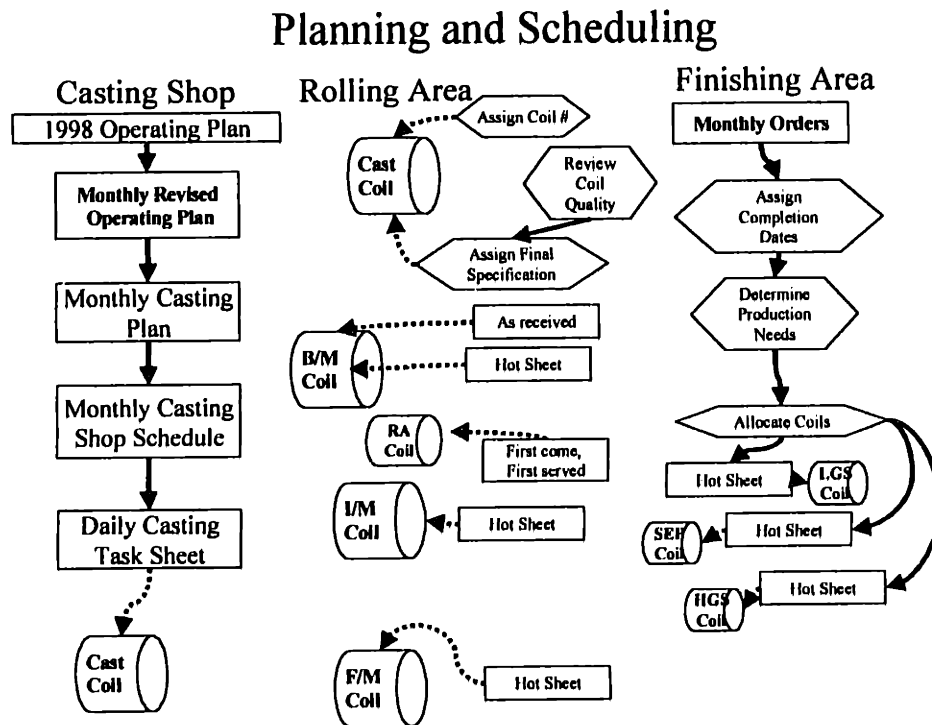 Planning and Scheduling
Casting Shop
1998 Operating Plan
Monthly Revised
Operating Plan
Monthly Casting
Plan
Monthly Casting
Shop Schedule
Daily Casting
Task Sheet
Cast
Coil
Rolling Area
Assign Coil #
Cast
Coil
Review
Coil
Quality
Assign Final
Specification
As received
B/M
Coil
Hot Sheet
RA
Coil
First come,
First served
I/M
Coil
Hot Sheet
F/M
Coil
Hot Sheet
Finishing Area
Monthly Orders
Assign
Completion
Dates
Determine
Production
Needs
Allocate Coils
Hot Sheet
LGS
Coil
Hot Sheet
Coil
Hot Sheet
HGS
Coil